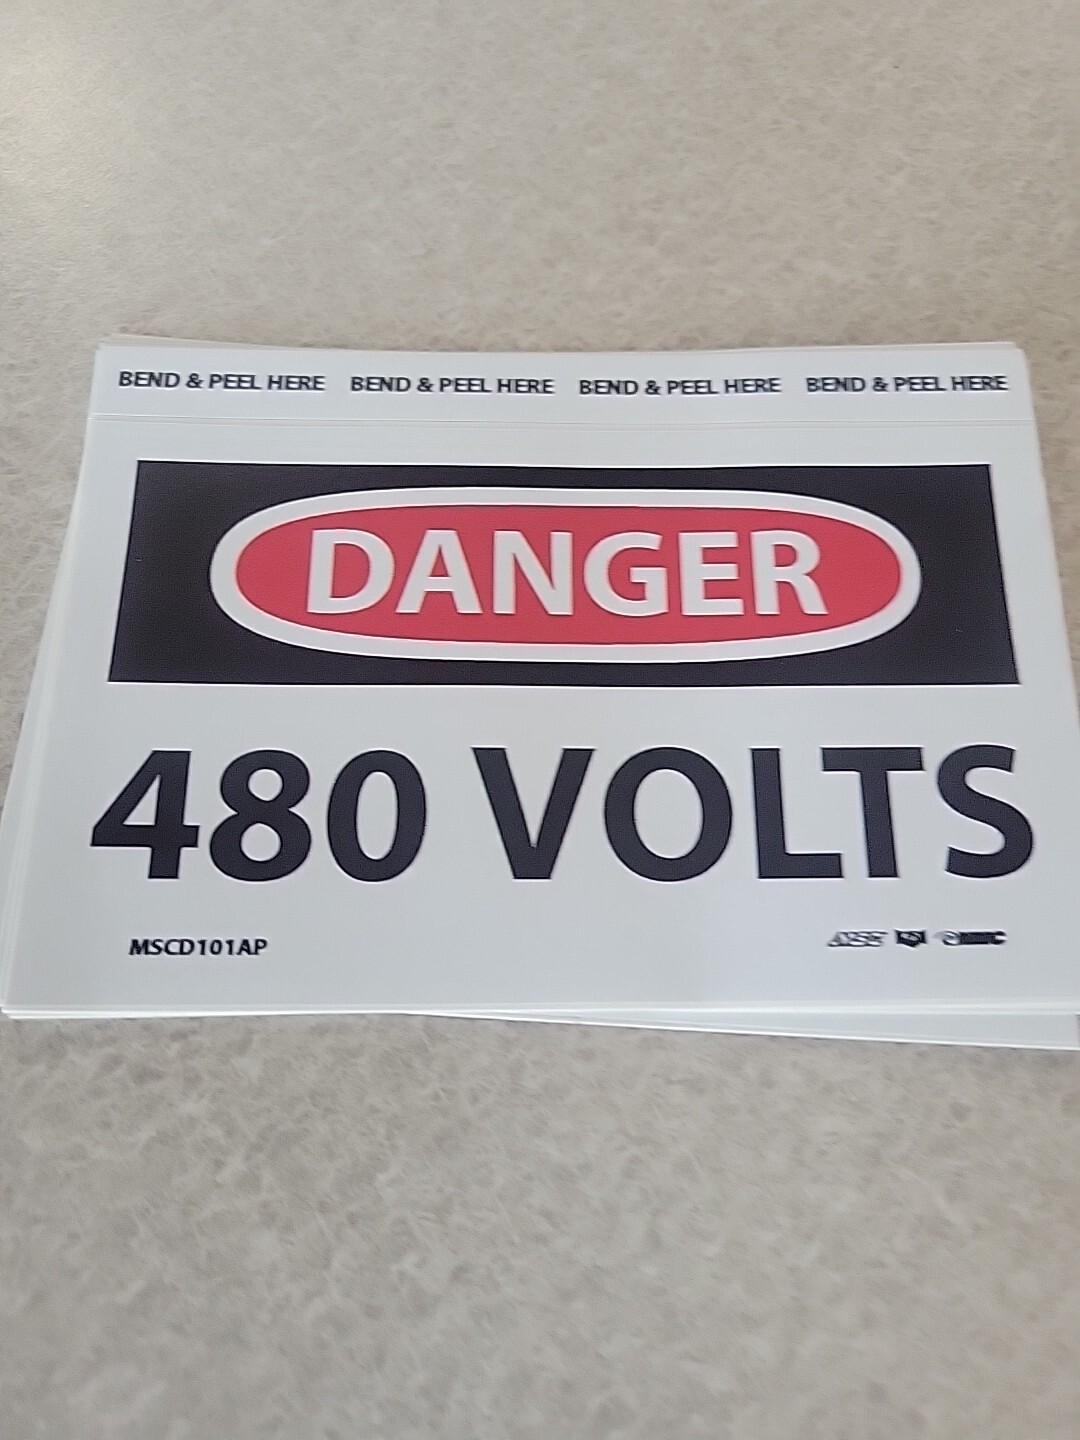 BEND & PEEL HERE BEND & PEEL HERE BEND & PEEL HERE BEND & PEEL HERE
DANGER
480 VOLTS
MSCD101AP